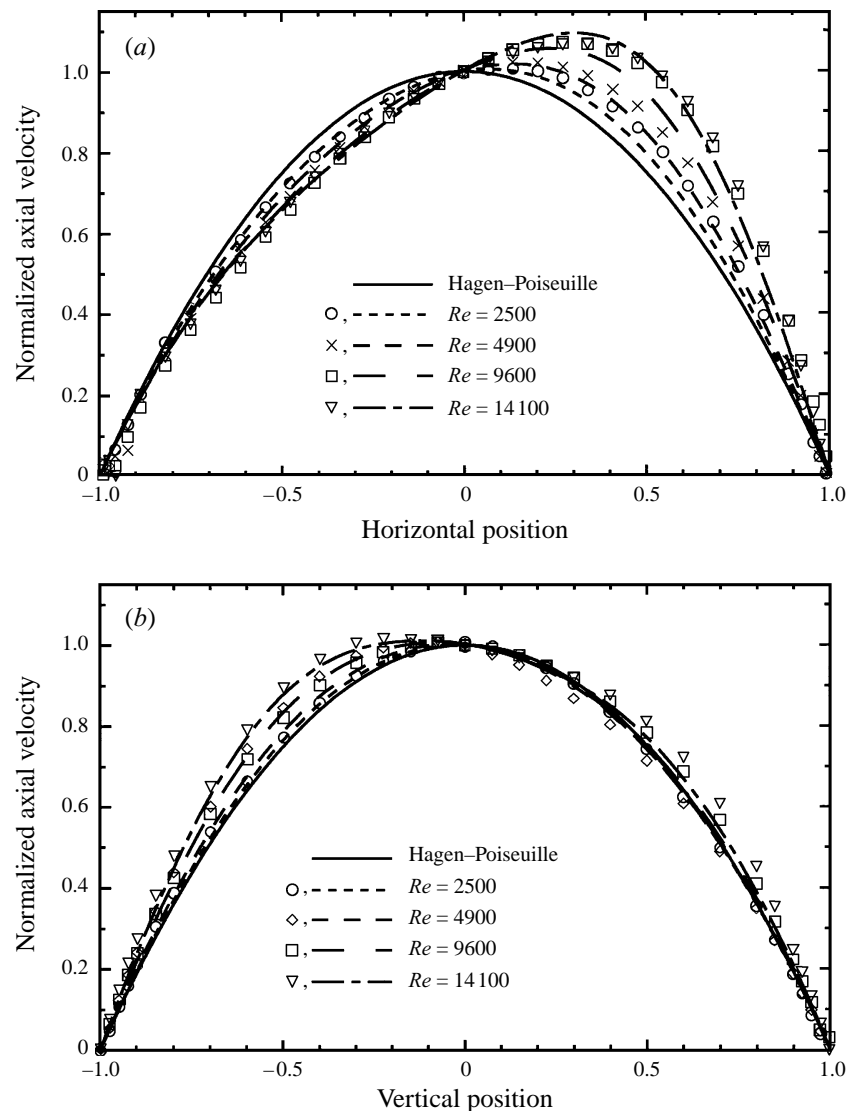 (a)
1.0
0.8
0.6
0.4
0.2
0
Normalized axial velocity
Hagen–Poiseuille
, Re = 2500
, Re = 4900
, Re = 9600
, Re = 14 100
–1.0 –0.5 0 0.5 1.0
Horizontal position
(b)
1.0
0.8
0.6
0.4
0.2
0
Normalized axial velocity
Hagen–Poiseuille
, Re = 2500
, Re = 4900
, Re = 9600
, Re = 14 100
–1.0 –0.5 0 0.5 1.0
Vertical position